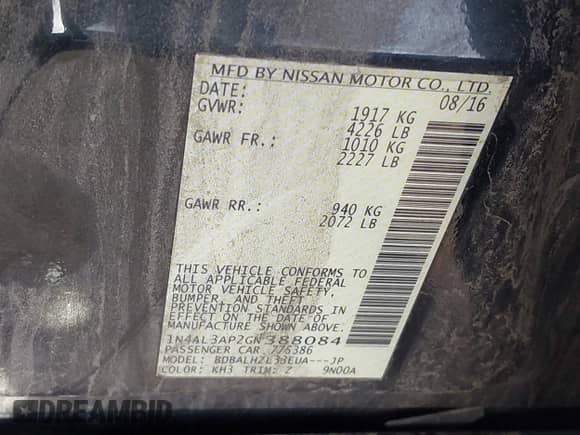 MFD BY NISSAN MOTOR CO., LTD.
DATE: 08/16
GVWR: 1917 KG
4226 LB
GAWR FR.: 1010 KG
2227 LB
GAWR RR.: 940 KG
2072 LB
THIS VEHICLE CONFORMS TO
ALL APPLICABLE FEDERAL
MOTOR VEHICLE SAFETY,
BUMPER, AND THEFT
PREVENTION STANDARDS IN
EFFECT ON THE DATE OF
MANUFACTURE SHOWN ABOVE.
1N4AL3AP2GN388084
PASSENGER CAR 776386
MODEL: BDBALHZL33EUA---JP
COLOR: KH3 TRIM: Z 9N00A
DREAMBID